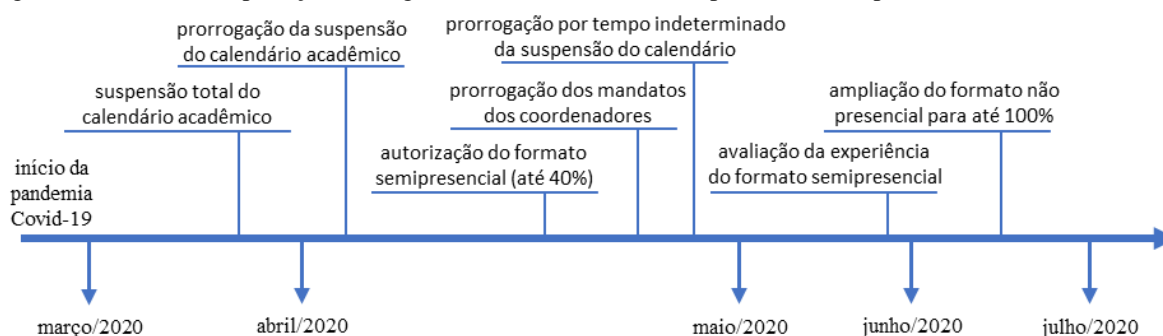 início da
pandemia
Covid-19
suspensão total do
calendário acadêmico
prorrogação da suspensão
do calendário acadêmico
autorização do formato
semipresencial (até 40%)
prorrogação dos mandatos
dos coordenadores
prorrogação por tempo indeterminado
da suspensão do calendário
avaliação da experiência
do formato semipresencial
ampliação do formato não
presencial para até 100%
março/2020
abril/2020
maio/2020
junho/2020
julho/2020